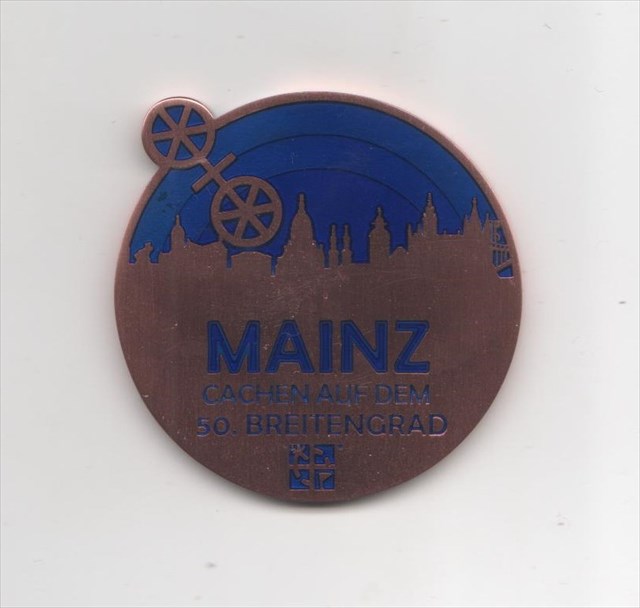 MAINZ
CACHEN AUF DEM
50. BREITENGRAD